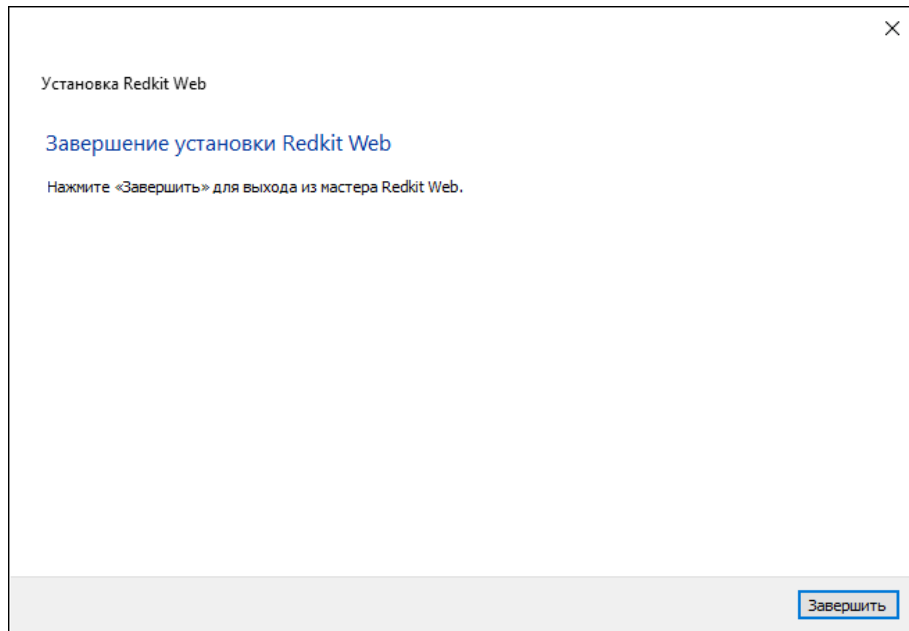 Установка Redkit Web
Завершение установки Redkit Web
Нажмите «Завершить» для выхода из мастера Redkit Web.
Завершить